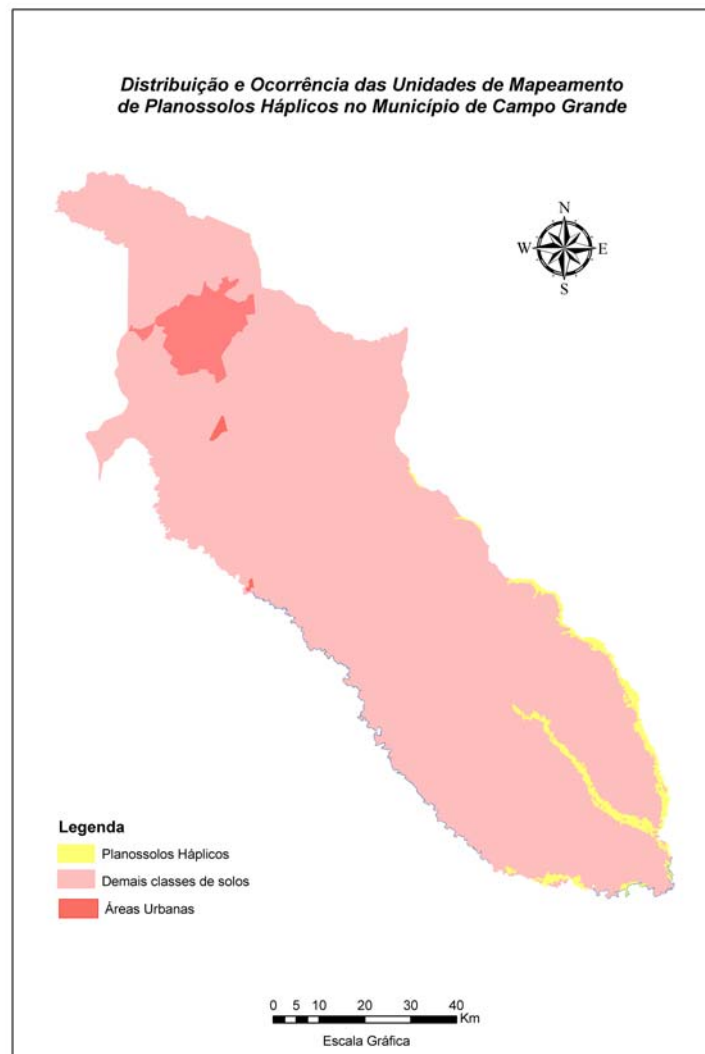 Distribuição e Ocorrência das Unidades de Mapeamento
de Planossolos Háplicos no Município de Campo Grande
N
W E
S
Legenda
Planossolos Háplicos
Demais classes de solos
Áreas Urbanas
0 5 10 20 30 40
Km
Escala Gráfica